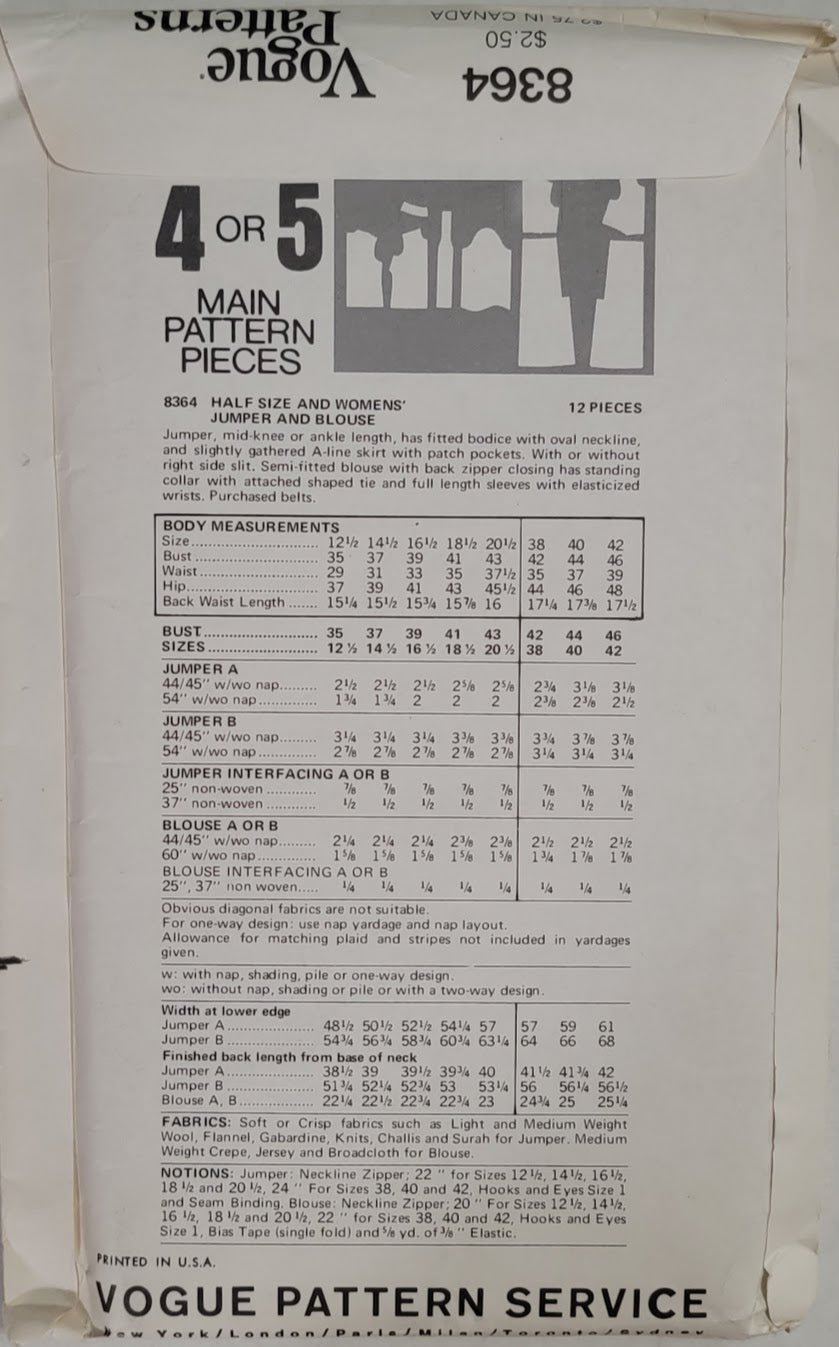 Vogue
Patterns
8364
$2.50
75 IN CANADA
4 OR 5
MAIN
PATTERN
PIECES
8364 HALF SIZE AND WOMENS' 12 PIECES
JUMPER AND BLOUSE
Jumper, mid-knee or ankle length, has fitted bodice with oval neckline,
and slightly gathered A-line skirt with patch pockets. With or without
right side slit. Semi-fitted blouse with back zipper closing has standing
collar with attached shaped tie and full length sleeves with elasticized
wrists. Purchased belts.
BODY MEASUREMENTS
Size 12½ 14½ 16½ 18½ 20½ 38 40 42
Bust 35 37 39 41 43 42 44 46
Waist 29 31 33 35 37½ 35 37 39
Hip 37 39 41 43 45½ 44 46 48
Back Waist Length 15¼ 15½ 15¾ 15⅞ 16 17¼ 17⅜ 17½
BUST 35 37 39 41 43 42 44 46
SIZES 12 ½ 14 ½ 16 ½ 18 ½ 20 ½ 38 40 42
JUMPER A
44/45" w/wo nap 2½ 2½ 2½ 2⅝ 2⅝ 2¾ 3⅛ 3⅛
54" w/wo nap 1¾ 1¾ 2 2 2 2⅜ 2⅜ 2½
JUMPER B
44/45" w/wo nap 3¼ 3¼ 3¼ 3⅜ 3⅜ 3¾ 3⅞ 3⅞
54" w/wo nap 2⅞ 2⅞ 2⅞ 2⅞ 2⅞ 3¼ 3¼ 3¼
JUMPER INTERFACING A OR B
25" non-woven ⅞ ⅞ ⅞ ⅞ ⅞ ⅞ ⅞ ⅞
37" non-woven ½ ½ ½ ½ ½ ½ ½ ½
BLOUSE A OR B
44/45" w/wo nap 2¼ 2¼ 2¼ 2⅜ 2⅜ 2½ 2½ 2½
60" w/wo nap 1⅝ 1⅝ 1⅝ 1⅝ 1⅝ 1¾ 1⅞ 1⅞
BLOUSE INTERFACING A OR B
25", 37" non woven ¼ ¼ ¼ ¼ ¼ ¼ ¼ ¼
Obvious diagonal fabrics are not suitable.
For one-way design: use nap yardage and nap layout.
Allowance for matching plaid and stripes not included in yardages
given.
w: with nap, shading, pile or one-way design.
wo: without nap, shading or pile or with a two-way design.
Width at lower edge
Jumper A 48½ 50½ 52½ 54¼ 57 57 59 61
Jumper B 54¾ 56¾ 58¾ 60¾ 63¼ 64 66 68
Finished back length from base of neck
Jumper A 38½ 39 39½ 39¾ 40 41½ 41¾ 42
Jumper B 51¾ 52¼ 52¾ 53 53¼ 56 56¼ 56½
Blouse A, B 22¼ 22½ 22¾ 22¾ 23 24¾ 25 25¼
FABRICS: Soft or Crisp fabrics such as Light and Medium Weight
Wool, Flannel, Gabardine, Knits, Challis and Surah for Jumper. Medium
Weight Crepe, Jersey and Broadcloth for Blouse.
NOTIONS: Jumper: Neckline Zipper; 22 " for Sizes 12½, 14½, 16½,
18 ½ and 20 ½, 24 " For Sizes 38, 40 and 42, Hooks and Eyes Size 1
and Seam Binding. Blouse: Neckline Zipper; 20 " For Sizes 12½, 14½,
16 ½, 18 ½ and 20 ½, 22 " for Sizes 38, 40 and 42, Hooks and Eyes
Size 1, Bias Tape (single fold) and ⅝ yd. of ⅜ " Elastic.
PRINTED IN U.S.A.
VOGUE PATTERN SERVICE
New York/London/Paris/Milan/Toronto/Sydney